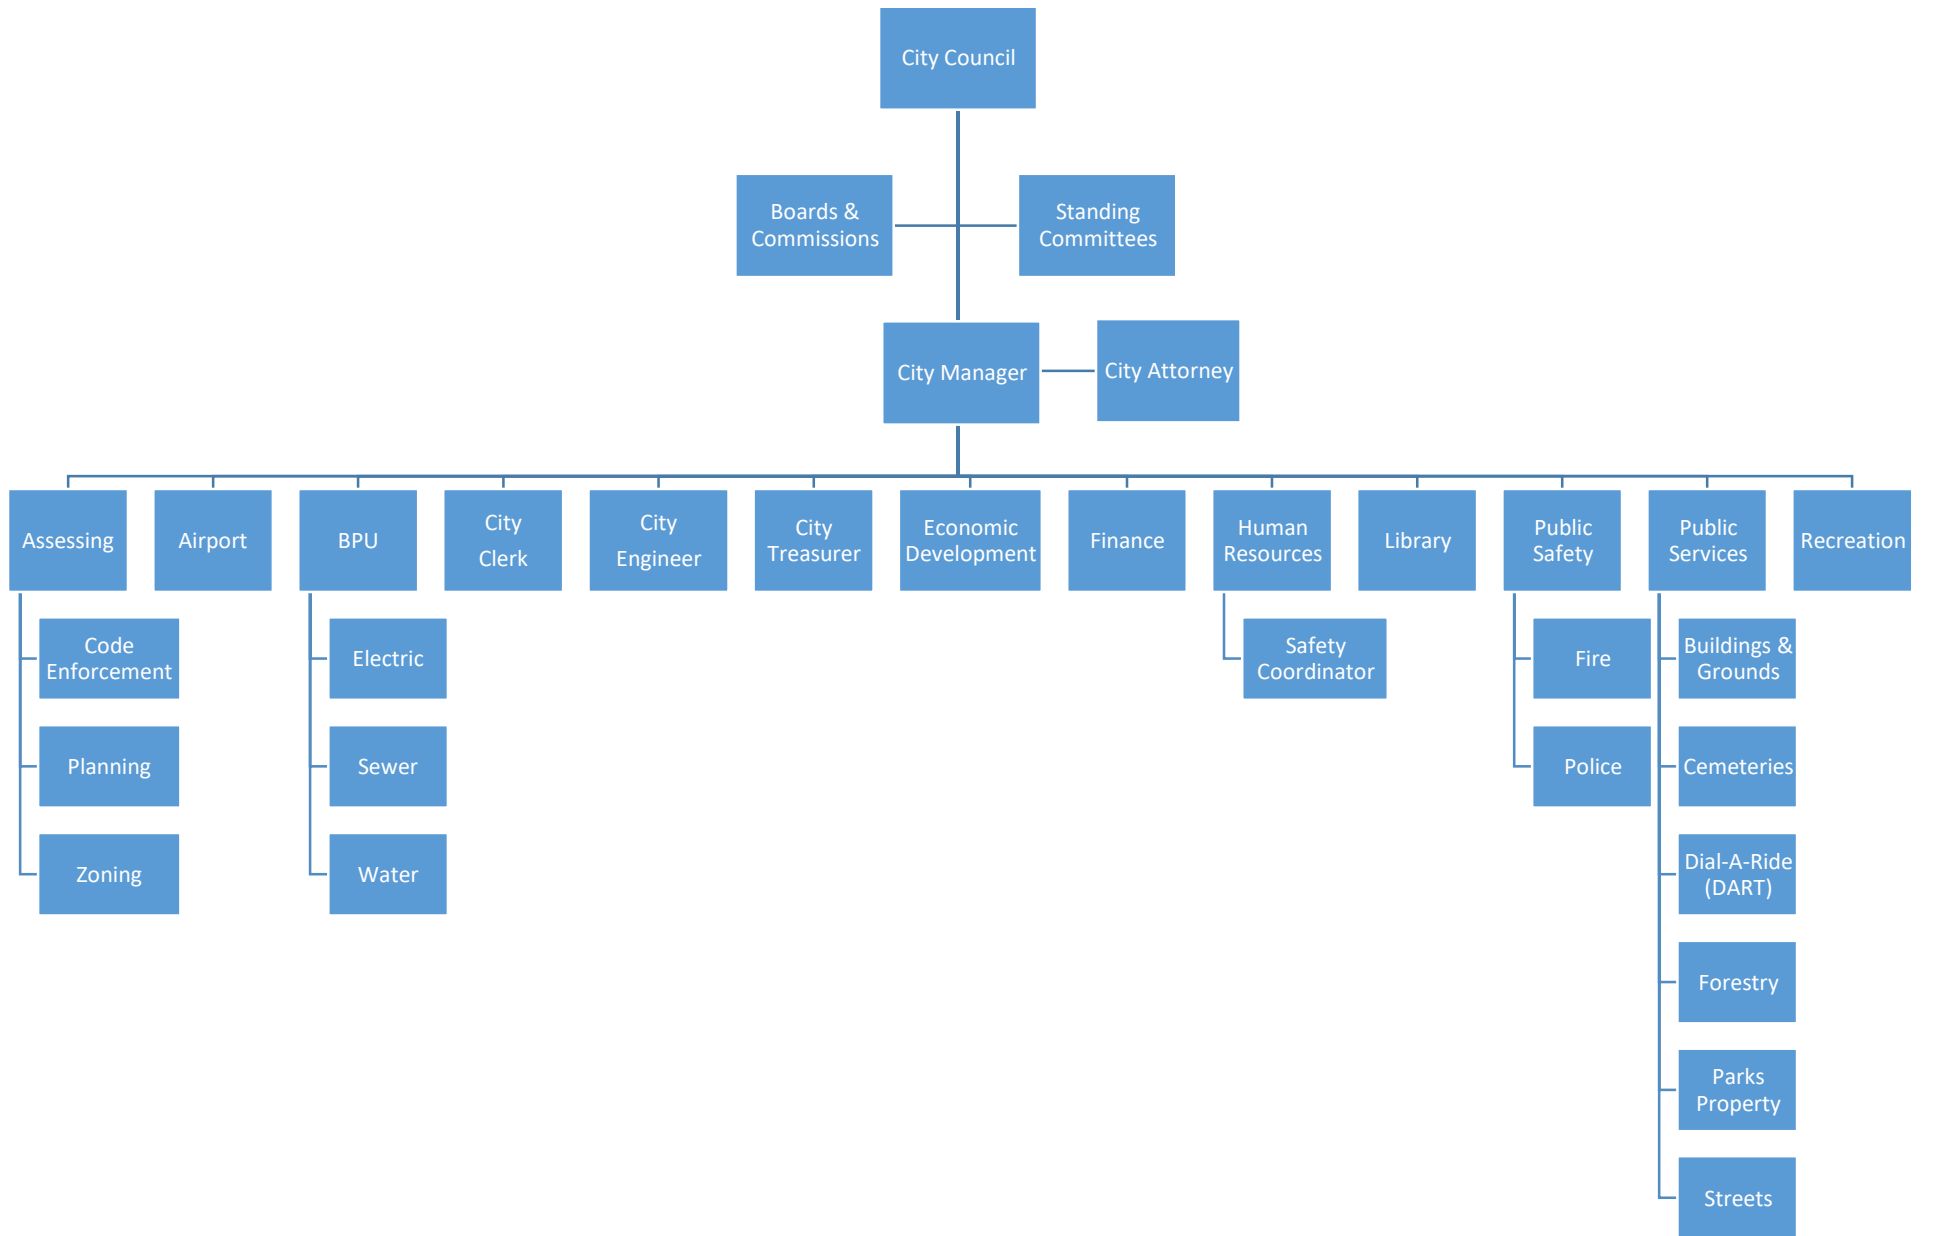 City Council
Boards &
Commissions
Standing
Committees
City Manager
City Attorney
Assessing
Airport
BPU
City
Clerk
City
Engineer
City
Treasurer
Economic
Development
Finance
Human
Resources
Library
Public
Safety
Public
Services
Recreation
Code
Enforcement
Planning
Zoning
Electric
Sewer
Water
Safety
Coordinator
Fire
Police
Buildings &
Grounds
Cemeteries
Dial-A-Ride
(DART)
Forestry
Parks
Property
Streets